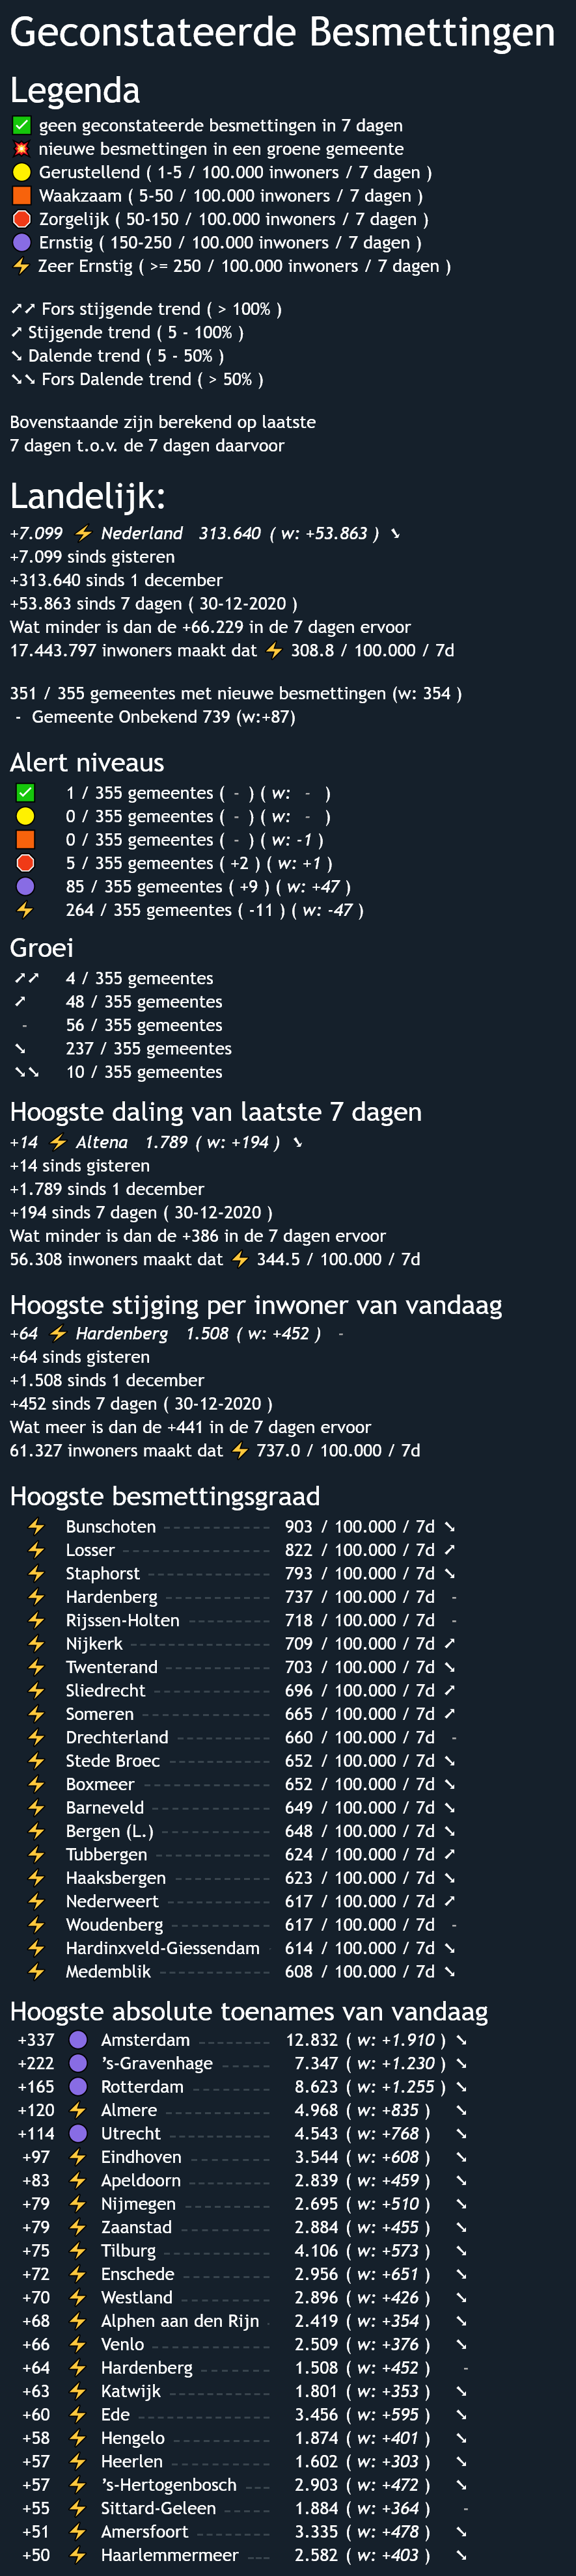 Geconstateerde Besmettingen
Legenda
geen geconstateerde besmettingen in 7 dagen
nieuwe besmettingen in een groene gemeente
Gerustellend ( 1-5 / 100.000 inwoners / 7 dagen )
Waakzaam ( 5-50 / 100.000 inwoners / 7 dagen )
Zorgelijk ( 50-150 / 100.000 inwoners / 7 dagen )
Ernstig ( 150-250 / 100.000 inwoners / 7 dagen )
Zeer Ernstig ( >= 250 / 100.000 inwoners / 7 dagen )
➚➚ Fors stijgende trend ( > 100% )
➚ Stijgende trend ( 5 - 100% )
➘ Dalende trend ( 5 - 50% )
➘➘ Fors Dalende trend ( > 50% )
Bovenstaande zijn berekend op laatste
7 dagen t.o.v. de 7 dagen daarvoor
Landelijk:
+7.099 ⚡ Nederland 313.640 ( w: +53.863 ) ➘
+7.099 sinds gisteren
+313.640 sinds 1 december
+53.863 sinds 7 dagen ( 30-12-2020 )
Wat minder is dan de +66.229 in de 7 dagen ervoor
17.443.797 inwoners maakt dat ⚡ 308.8 / 100.000 / 7d
351 / 355 gemeentes met nieuwe besmettingen (w: 354 )
- Gemeente Onbekend 739 (w:+87)
Alert niveaus
1 / 355 gemeentes ( - ) ( w: - )
0 / 355 gemeentes ( - ) ( w: - )
0 / 355 gemeentes ( - ) ( w: -1 )
5 / 355 gemeentes ( +2 ) ( w: +1 )
85 / 355 gemeentes ( +9 ) ( w: +47 )
264 / 355 gemeentes ( -11 ) ( w: -47 )
Groei
➚➚ 4 / 355 gemeentes
➚ 48 / 355 gemeentes
- 56 / 355 gemeentes
➘ 237 / 355 gemeentes
➘➘ 10 / 355 gemeentes
Hoogste daling van laatste 7 dagen
+14 ⚡ Altena 1.789 ( w: +194 ) ➘
+14 sinds gisteren
+1.789 sinds 1 december
+194 sinds 7 dagen ( 30-12-2020 )
Wat minder is dan de +386 in de 7 dagen ervoor
56.308 inwoners maakt dat ⚡ 344.5 / 100.000 / 7d
Hoogste stijging per inwoner van vandaag
+64 ⚡ Hardenberg 1.508 ( w: +452 ) -
+64 sinds gisteren
+1.508 sinds 1 december
+452 sinds 7 dagen ( 30-12-2020 )
Wat meer is dan de +441 in de 7 dagen ervoor
61.327 inwoners maakt dat ⚡ 737.0 / 100.000 / 7d
Hoogste besmettingsgraad
Bunschoten 903 / 100.000 / 7d ➘
Losser 822 / 100.000 / 7d ➚
Staphorst 793 / 100.000 / 7d ➘
Hardenberg 737 / 100.000 / 7d -
Rijssen-Holten 718 / 100.000 / 7d -
Nijkerk 709 / 100.000 / 7d ➚
Twenterand 703 / 100.000 / 7d ➘
Sliedrecht 696 / 100.000 / 7d ➚
Someren 665 / 100.000 / 7d ➚
Drechterland 660 / 100.000 / 7d -
Stede Broec 652 / 100.000 / 7d ➘
Boxmeer 652 / 100.000 / 7d ➘
Barneveld 649 / 100.000 / 7d ➘
Bergen (L.) 648 / 100.000 / 7d ➘
Tubbergen 624 / 100.000 / 7d ➚
Haaksbergen 623 / 100.000 / 7d ➘
Nederweert 617 / 100.000 / 7d ➚
Woudenberg 617 / 100.000 / 7d -
Hardinxveld-Giessendam 614 / 100.000 / 7d ➘
Medemblik 608 / 100.000 / 7d ➘
Hoogste absolute toenames van vandaag
+337 Amsterdam 12.832 ( w: +1.910 ) ➘
+222 's-Gravenhage 7.347 ( w: +1.230 ) ➘
+165 Rotterdam 8.623 ( w: +1.255 ) ➘
+120 Almere 4.968 ( w: +835 ) ➘
+114 Utrecht 4.543 ( w: +768 ) ➘
+97 Eindhoven 3.544 ( w: +608 ) ➘
+83 Apeldoorn 2.839 ( w: +459 ) ➘
+79 Nijmegen 2.695 ( w: +510 ) ➘
+79 Zaanstad 2.884 ( w: +455 ) ➘
+75 Tilburg 4.106 ( w: +573 ) ➘
+72 Enschede 2.956 ( w: +651 ) ➘
+70 Westland 2.896 ( w: +426 ) ➘
+68 Alphen aan den Rijn 2.419 ( w: +354 ) ➘
+66 Venlo 2.509 ( w: +376 ) ➘
+64 Hardenberg 1.508 ( w: +452 ) -
+63 Katwijk 1.801 ( w: +353 ) ➘
+60 Ede 3.456 ( w: +595 ) ➘
+58 Hengelo 1.874 ( w: +401 ) ➘
+57 Heerlen 1.602 ( w: +303 ) ➘
+57 's-Hertogenbosch 2.903 ( w: +472 ) ➘
+55 Sittard-Geleen 1.884 ( w: +364 ) -
+51 Amersfoort 3.335 ( w: +478 ) ➘
+50 Haarlemmermeer 2.582 ( w: +403 ) ➘